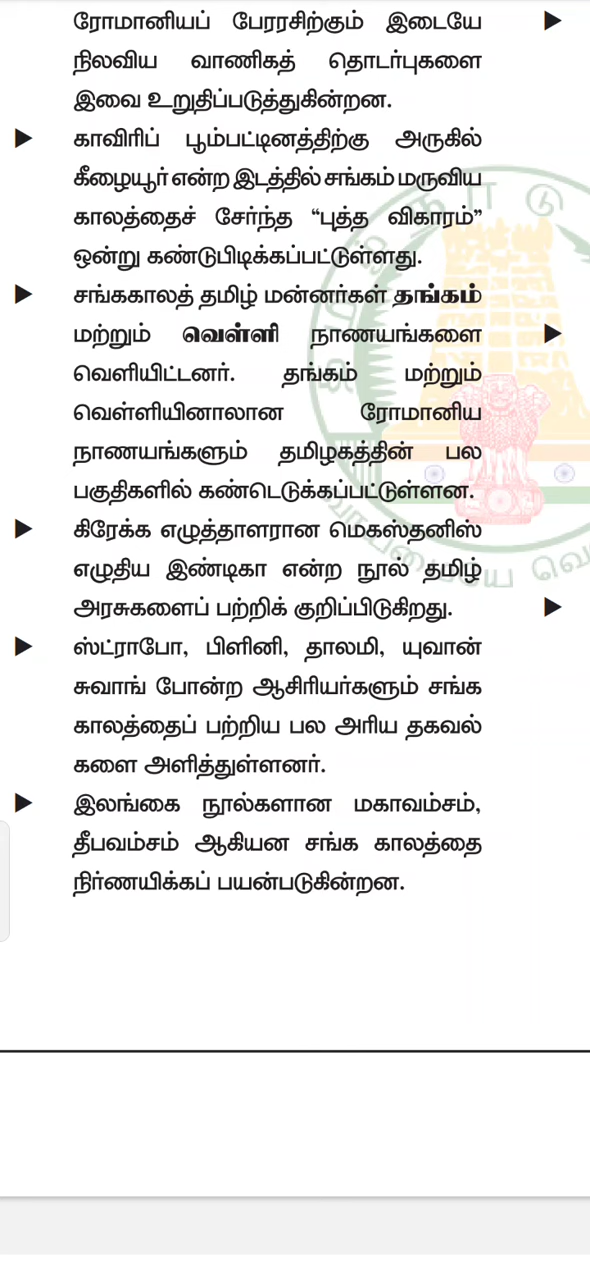 ரோமானியப் பேரரசிற்கும் இடையே
நிலவிய வாணிகத் தொடர்புகளை
இவை உறுதிப்படுத்துகின்றன.
காவிரிப் பூம்பட்டினத்திற்கு அருகில்
கீழையூர் என்ற இடத்தில் சங்கம் மருவிய
காலத்தைச் சேர்ந்த “புத்த விகாரம்”
ஒன்று கண்டுபிடிக்கப்பட்டுள்ளது.
சங்ககாலத் தமிழ் மன்னர்கள் தங்கம்
மற்றும் வெள்ளி நாணயங்களை
வெளியிட்டனர். தங்கம் மற்றும்
வெள்ளியினாலான ரோமானிய
நாணயங்களும் தமிழகத்தின் பல
பகுதிகளில் கண்டெடுக்கப்பட்டுள்ளன.
கிரேக்க எழுத்தாளரான மெகஸ்தனிஸ்
எழுதிய இண்டிகா என்ற நூல் தமிழ்
அரசுகளைப் பற்றிக் குறிப்பிடுகிறது.
ஸ்ட்ராபோ, பிளினி, தாலமி, யுவான்
சுவாங் போன்ற ஆசிரியர்களும் சங்க
காலத்தைப் பற்றிய பல அரிய தகவல்
களை அளித்துள்ளனர்.
இலங்கை நூல்களான மகாவம்சம்,
தீபவம்சம் ஆகியன சங்க காலத்தை
நிர்ணயிக்கப் பயன்படுகின்றன.
தமிழ்நாடு
வாய்மையே வெ